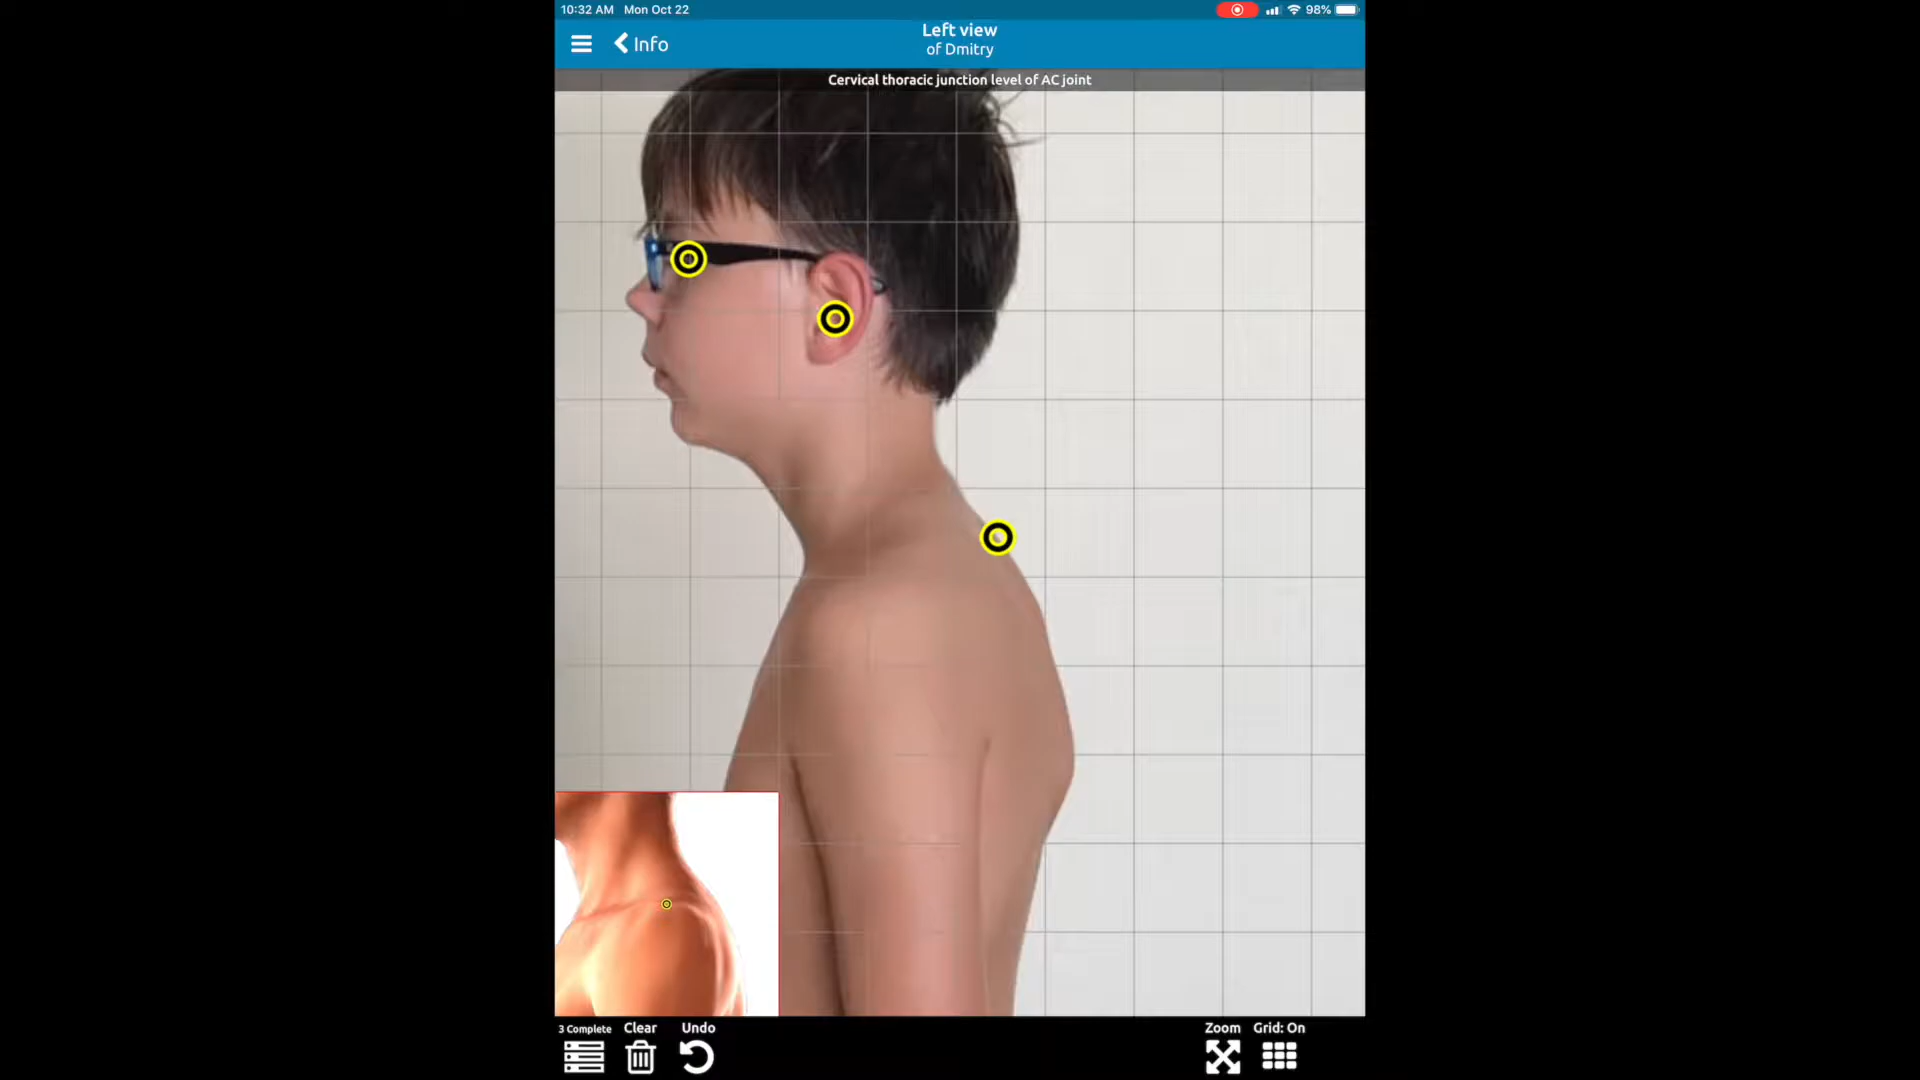 10:32 AM Mon Oct 22
98%
Info
Left view
of Dmitry
Cervical thoracic junction level of AC joint
3 Complete
Clear
Undo
Zoom
Grid: On